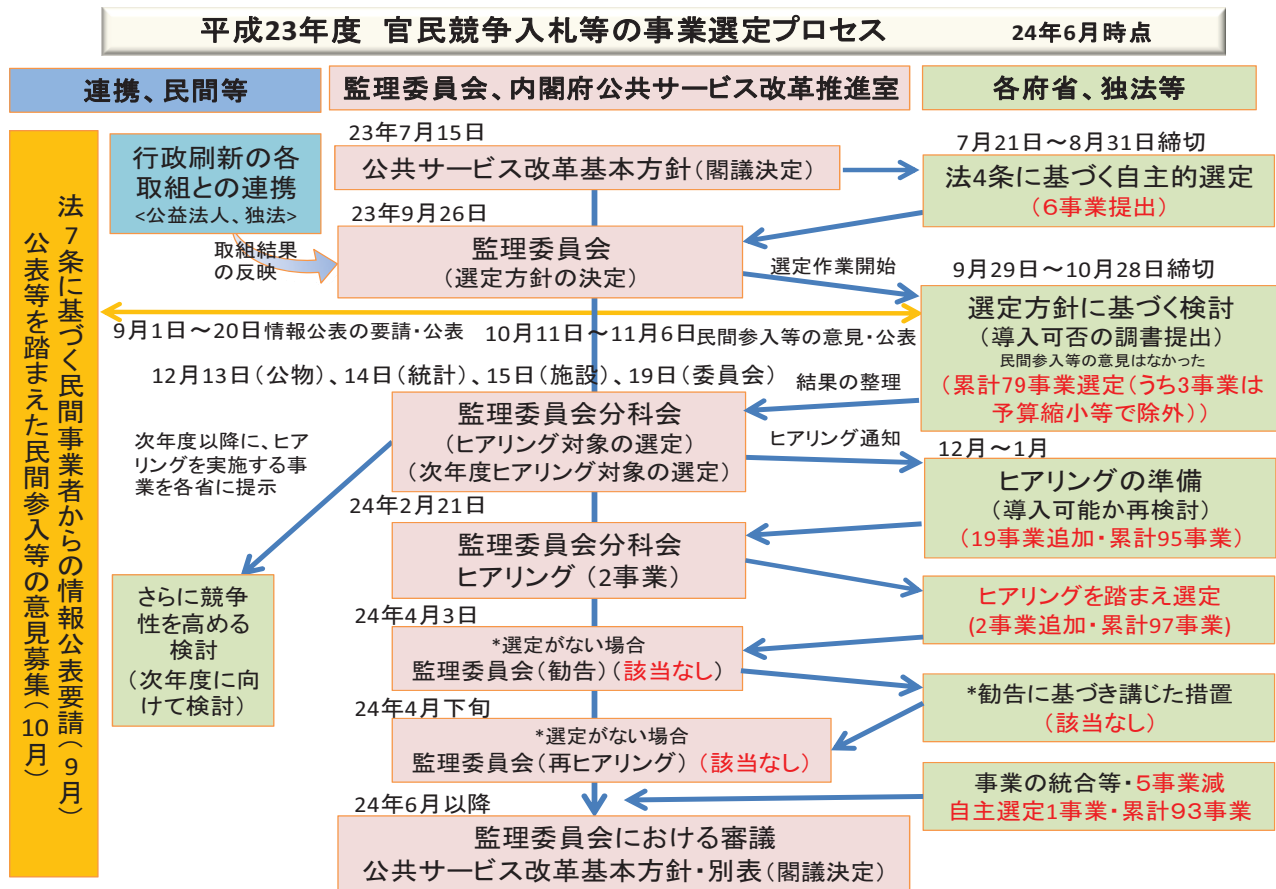 平成23年度 官民競争入札等の事業選定プロセス 24年6月時点
連携、民間等
監理委員会、内閣府公共サービス改革推進室
各府省、独法等
法7条に基づく民間事業者からの情報公表要請(9月)
公表等を踏まえた民間参入等の意見募集(10月)
行政刷新の各
取組との連携
<公益法人、独法>
取組結果
の反映
23年7月15日
公共サービス改革基本方針(閣議決定)
7月21日~8月31日締切
法4条に基づく自主的選定
(6事業提出)
23年9月26日
監理委員会
(選定方針の決定)
選定作業開始
9月29日~10月28日締切
選定方針に基づく検討
(導入可否の調書提出)
民間参入等の意見はなかった
(累計79事業選定(うち3事業は
予算縮小等で除外))
9月1日~20日情報公表の要請・公表
10月11日~11月6日民間参入等の意見・公表
12月13日(公物)、14日(統計)、15日(施設)、19日(委員会)
結果の整理
監理委員会分科会
(ヒアリング対象の選定)
(次年度ヒアリング対象の選定)
ヒアリング通知
次年度以降に、ヒア
リングを実施する事
業を各省に提示
12月~1月
ヒアリングの準備
(導入可能か再検討)
(19事業追加・累計95事業)
24年2月21日
監理委員会分科会
ヒアリング(2事業)
さらに競争
性を高める
検討
(次年度に向
けて検討)
ヒアリングを踏まえ選定
(2事業追加・累計97事業)
24年4月3日
*選定がない場合
監理委員会(勧告)(該当なし)
*勧告に基づき講じた措置
(該当なし)
24年4月下旬
*選定がない場合
監理委員会(再ヒアリング)(該当なし)
事業の統合等・5事業減
自主選定1事業・累計93事業
24年6月以降
監理委員会における審議
公共サービス改革基本方針・別表(閣議決定)